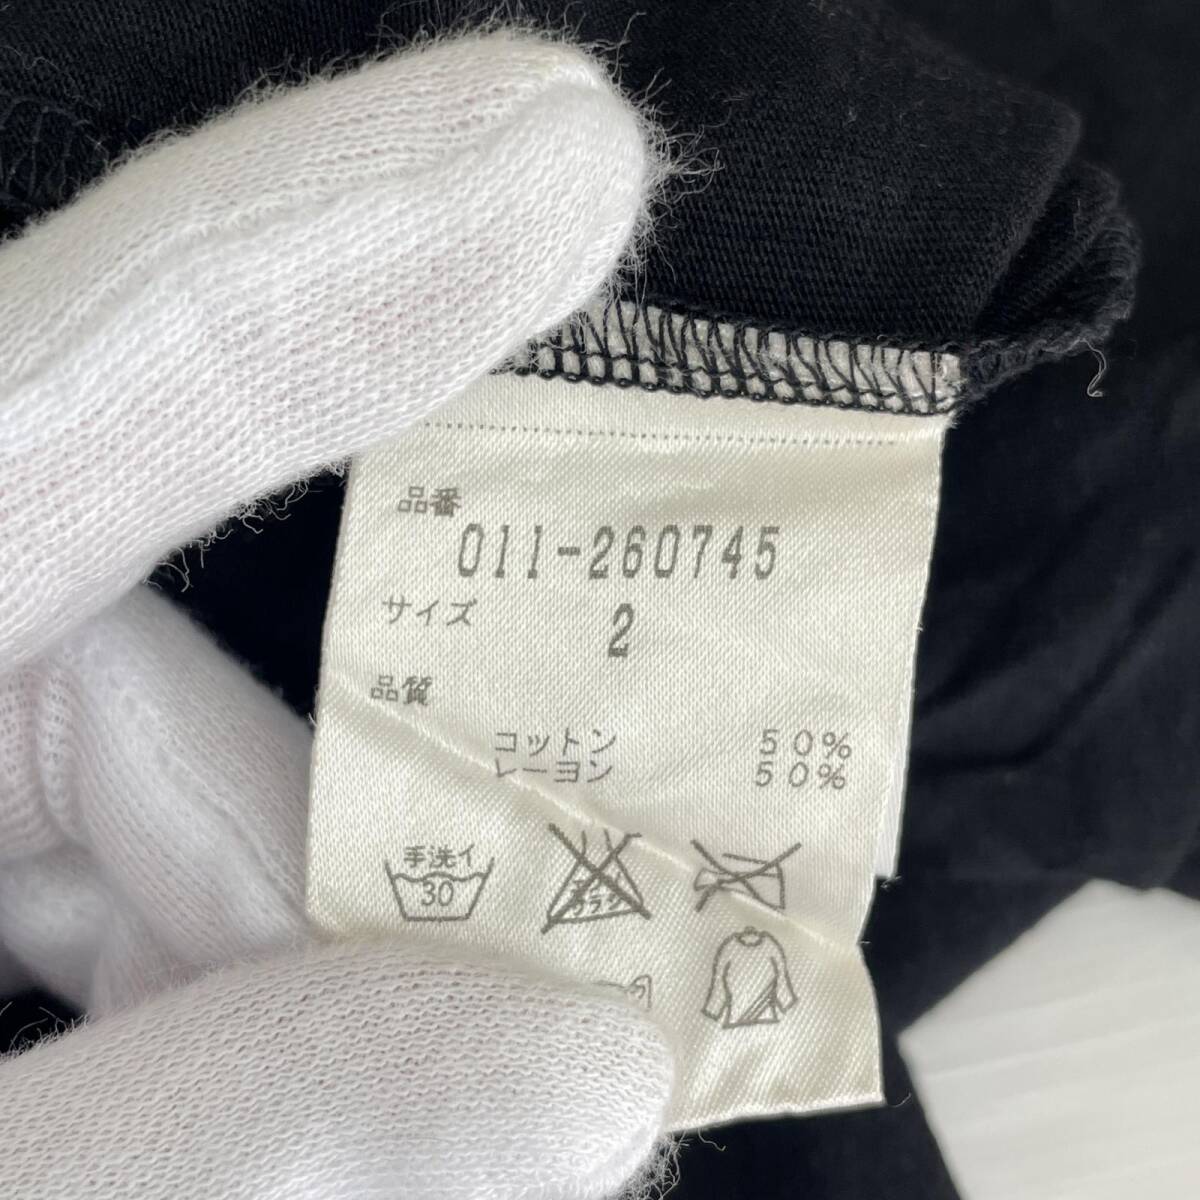 品番
011-260745
サイズ 2
品質
コットン 50%
レーヨン 50%
手洗イ
30